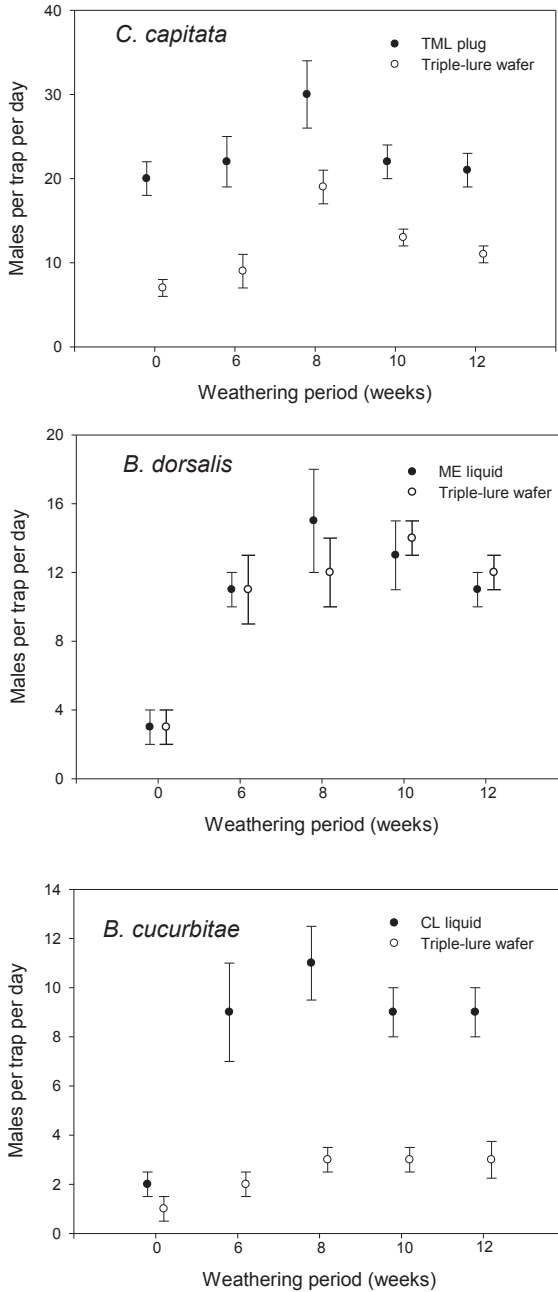 C. capitata
TML plug
Triple-lure wafer
Males per trap per day
40
30
20
10
0
0 6 8 10 12
Weathering period (weeks)
B. dorsalis
ME liquid
Triple-lure wafer
Males per trap per day
20
16
12
8
4
0
0 6 8 10 12
Weathering period (weeks)
B. cucurbitae
CL liquid
Triple-lure wafer
Males per trap per day
14
12
10
8
6
4
2
0
0 6 8 10 12
Weathering period (weeks)